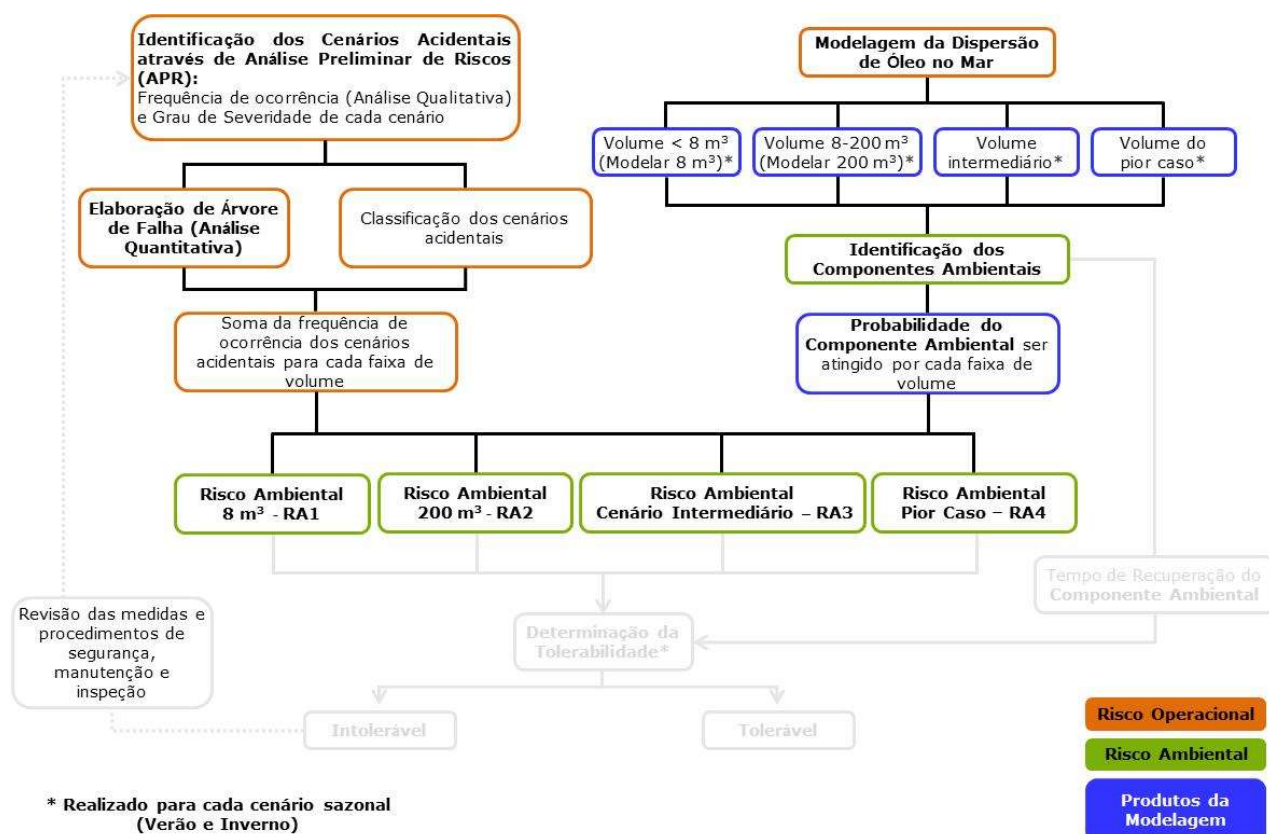 Identificação dos Cenários Acidentais
através de Análise Preliminar de Riscos
(APR):
Frequência de ocorrência (Análise Qualitativa)
e Grau de Severidade de cada cenário
Modelagem da Dispersão
de Óleo no Mar
Volume < 8 m³
(Modelar 8 m³)*
Volume 8-200 m³
(Modelar 200 m³)*
Volume
intermediário*
Volume do
pior caso*
Elaboração de Árvore
de Falha (Análise
Quantitativa)
Classificação dos cenários
acidentais
Identificação dos
Componentes Ambientais
Soma da frequência de
ocorrência dos cenários
acidentais para cada faixa de
volume
Probabilidade do
Componente Ambiental ser
atingido por cada faixa de
volume
Risco Ambiental
8 m³ - RA1
Risco Ambiental
200 m³ - RA2
Risco Ambiental
Cenário Intermediário – RA3
Risco Ambiental
Pior Caso – RA4
Tempo de Recuperação do
Componente Ambiental
Revisão das medidas e
procedimentos de
segurança,
manutenção e
inspeção
Determinação da
Tolerabilidade*
Intolerável
Tolerável
Risco Operacional
Risco Ambiental
Produtos da
Modelagem
* Realizado para cada cenário sazonal
(Verão e Inverno)